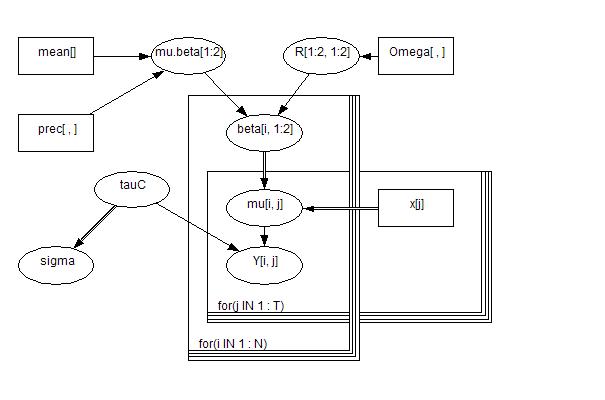 mean[]
mu.beta[1:2]
R[1:2, 1:2]
Omega[ , ]
prec[ , ]
beta[i, 1:2]
tauC
mu[i, j]
x[j]
sigma
Y[i, j]
for(j IN 1 : T)
for(i IN 1 : N)